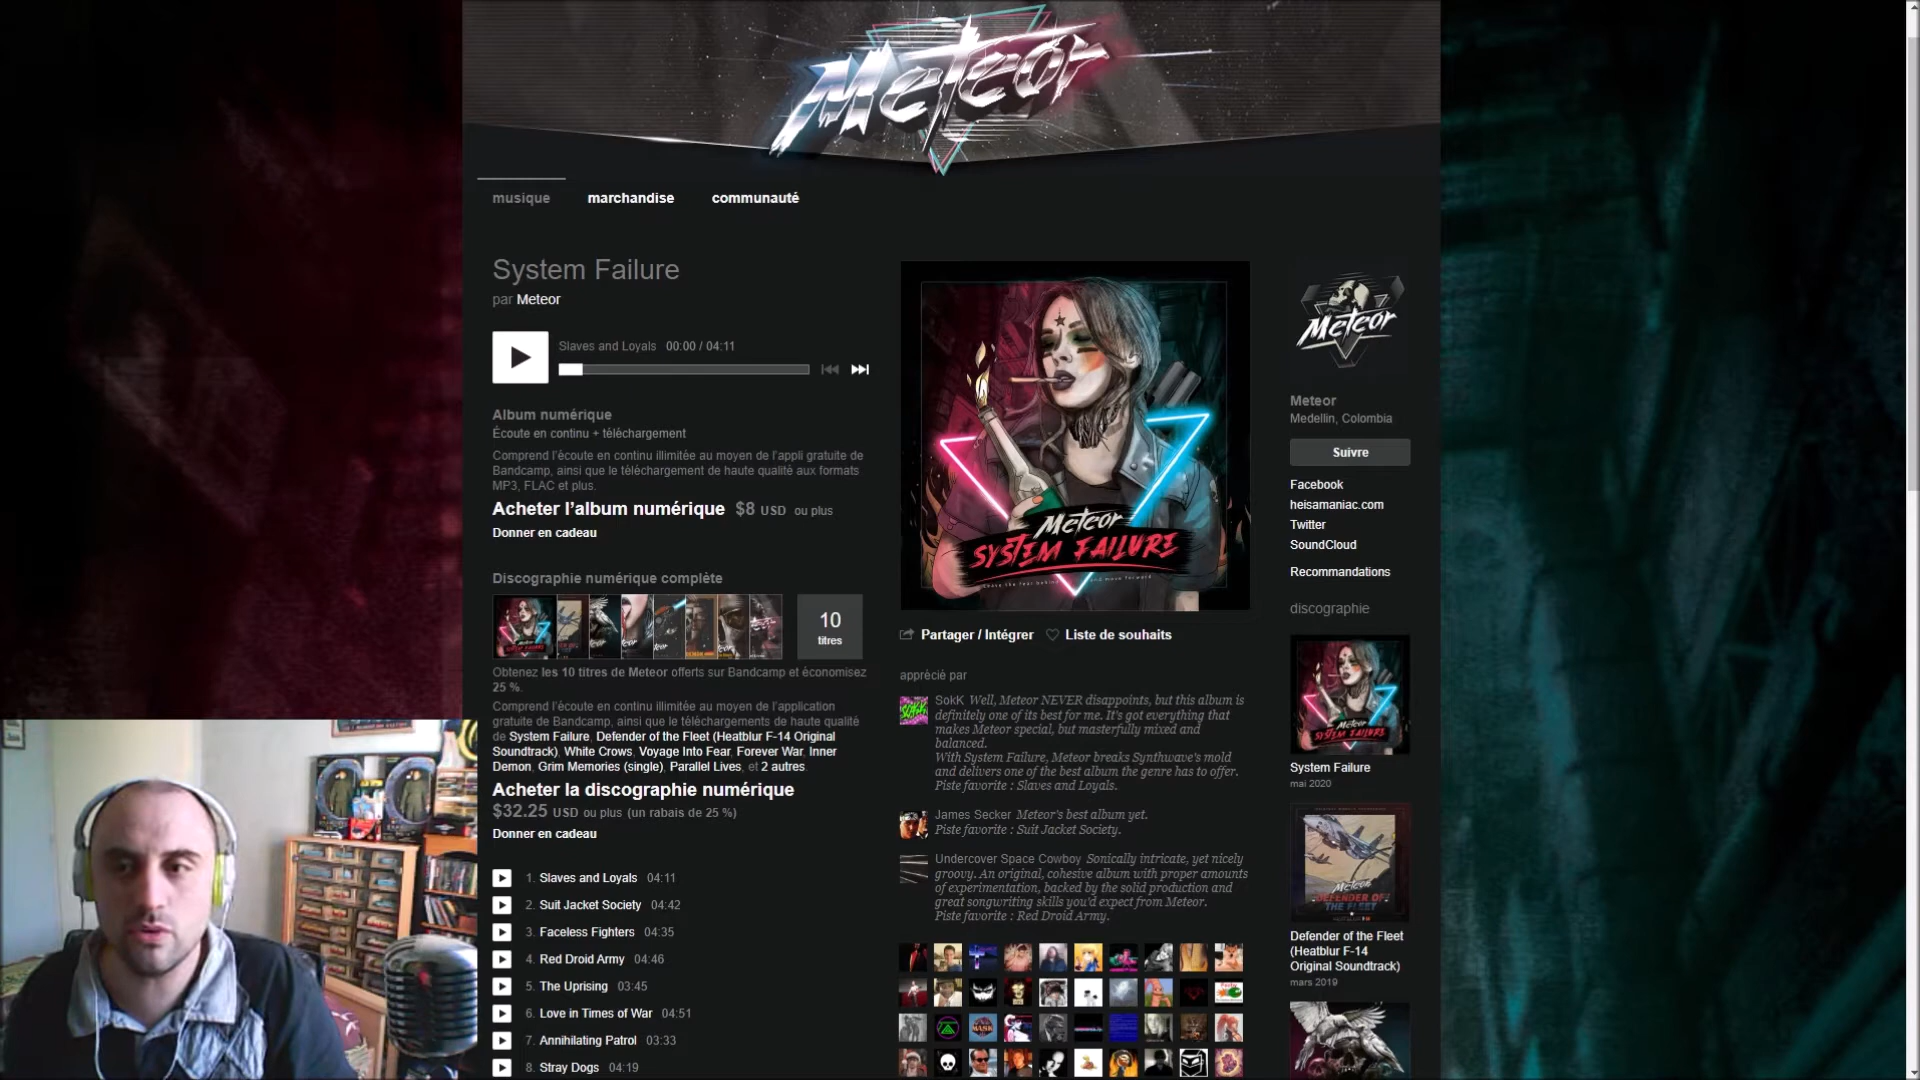 Meteor
musique
marchandise
communauté
System Failure
par Meteor
Slaves and Loyals 00:00 / 04:11
Album numérique
Écoute en continu + téléchargement
Comprend l'écoute en continu illimitée au moyen de l'appli gratuite de
Bandcamp, ainsi que le téléchargement de haute qualité aux formats
MP3, FLAC et plus.
Acheter l'album numérique $8 USD ou plus
Donner en cadeau
Discographie numérique complète
10
titres
Obtenez les 10 titres de Meteor offerts sur Bandcamp et économisez
25 %.
Comprend l'écoute en continu illimitée au moyen de l'application
gratuite de Bandcamp, ainsi que le téléchargements de haute qualité
de System Failure, Defender of the Fleet (Heatblur F-14 Original
Soundtrack), White Crows, Voyage Into Fear, Forever War, Inner
Demon, Grim Memories (single), Parallel Lives, et 2 autres.
Acheter la discographie numérique
$32.25 USD ou plus (un rabais de 25 %)
Donner en cadeau
1. Slaves and Loyals 04:11
2. Suit Jacket Society 04:42
3. Faceless Fighters 04:35
4. Red Droid Army 04:46
5. The Uprising 03:45
6. Love in Times of War 04:51
7. Annihilating Patrol 03:33
8. Stray Dogs 04:19
Meteor
SYSTEM FAILURE
Partager / Intégrer
Liste de souhaits
apprécié par
SokK Well, Meteor NEVER disappoints, but this album is
definitely one of its best for me. It's got everything that
makes Meteor special, but masterfully mixed and
balanced.
With System Failure, Meteor breaks Synthwave's mold
and delivers one of the best album the genre has to offer.
Piste favorite : Slaves and Loyals.
James Secker Meteor's best album yet.
Piste favorite : Suit Jacket Society.
Undercover Space Cowboy Sonically intricate, yet nicely
groovy. An original, cohesive album with proper amounts
of experimentation, backed by the solid production and
great songwriting skills you'd expect from Meteor.
Piste favorite : Red Droid Army.
Meteor
Meteor
Medellin, Colombia
Suivre
Facebook
heisamaniac.com
Twitter
SoundCloud
Recommandations
discographie
Meteor
SYSTEM FAILURE
System Failure
mai 2020
Meteor
DEFENDER OF
THE FLEET
Defender of the Fleet
(Heatblur F-14
Original Soundtrack)
mars 2019